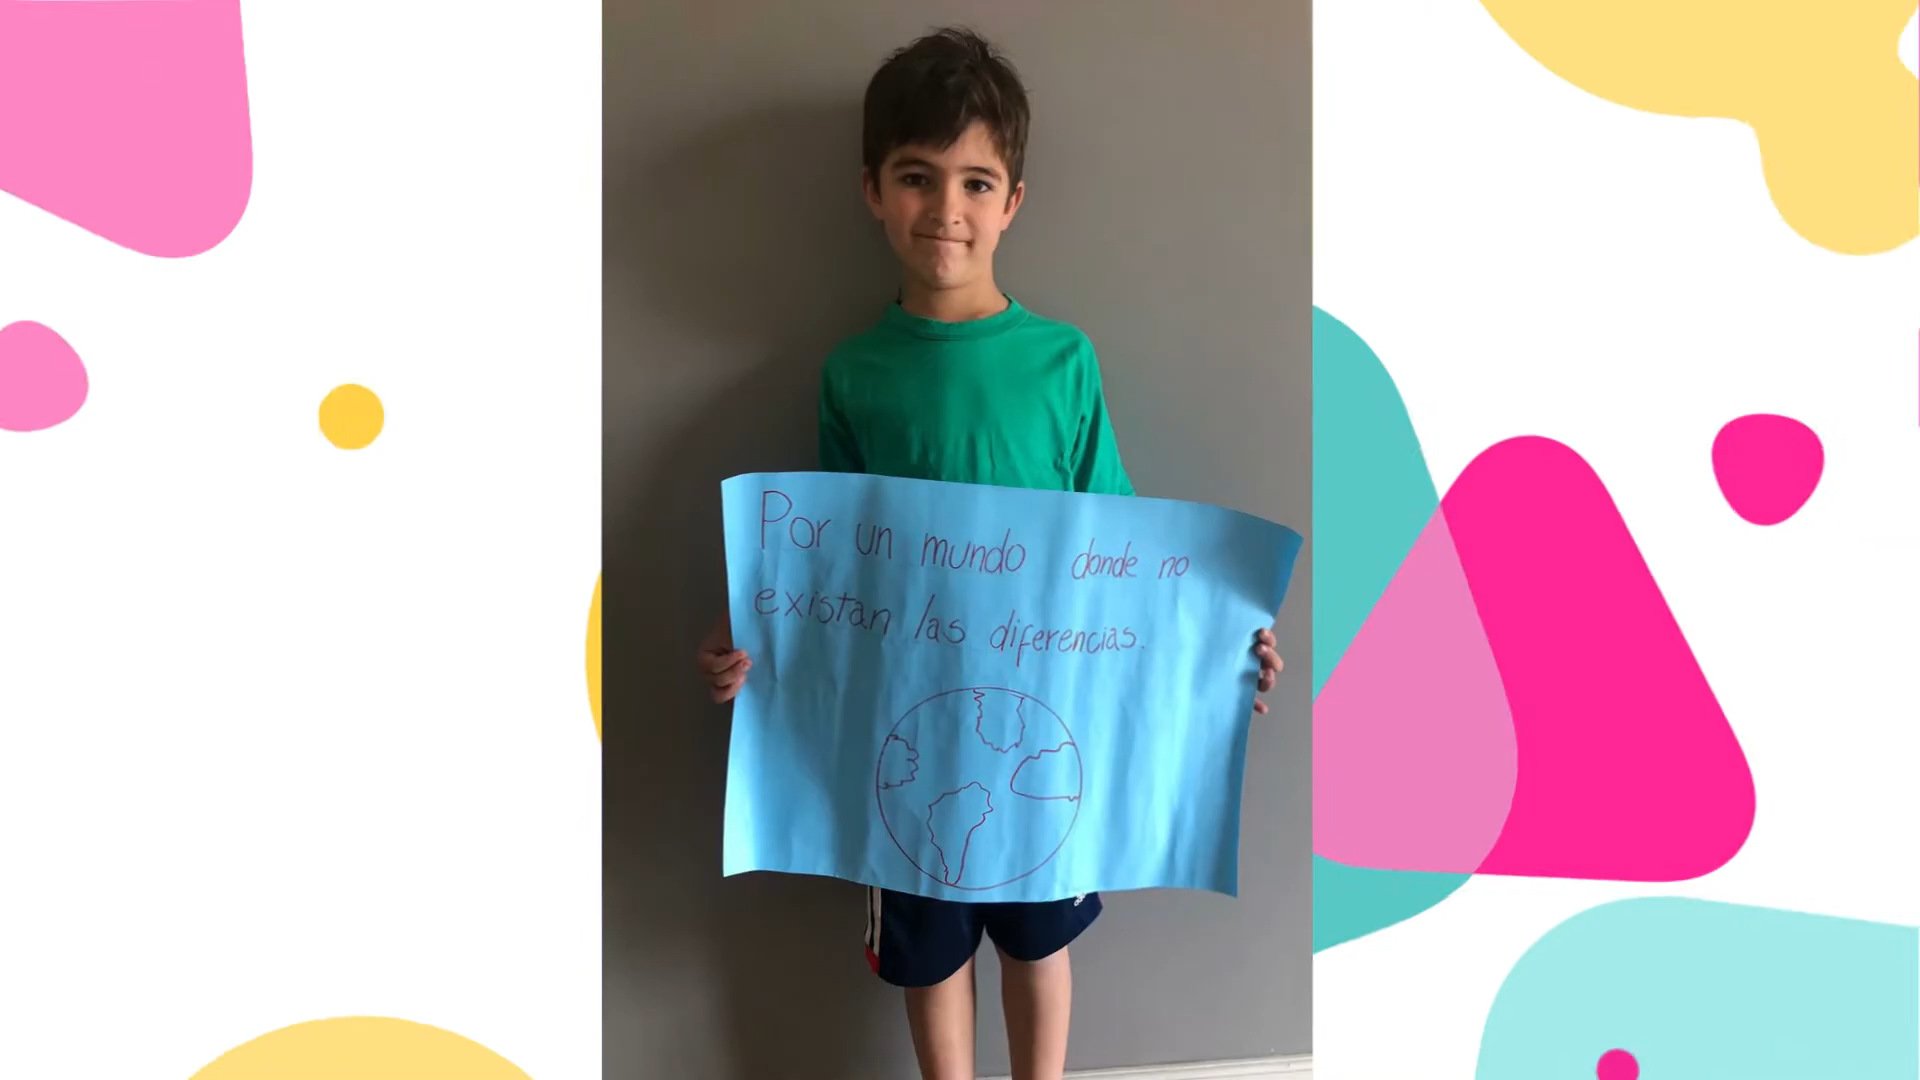 Por un mundo donde no
existan las diferencias.